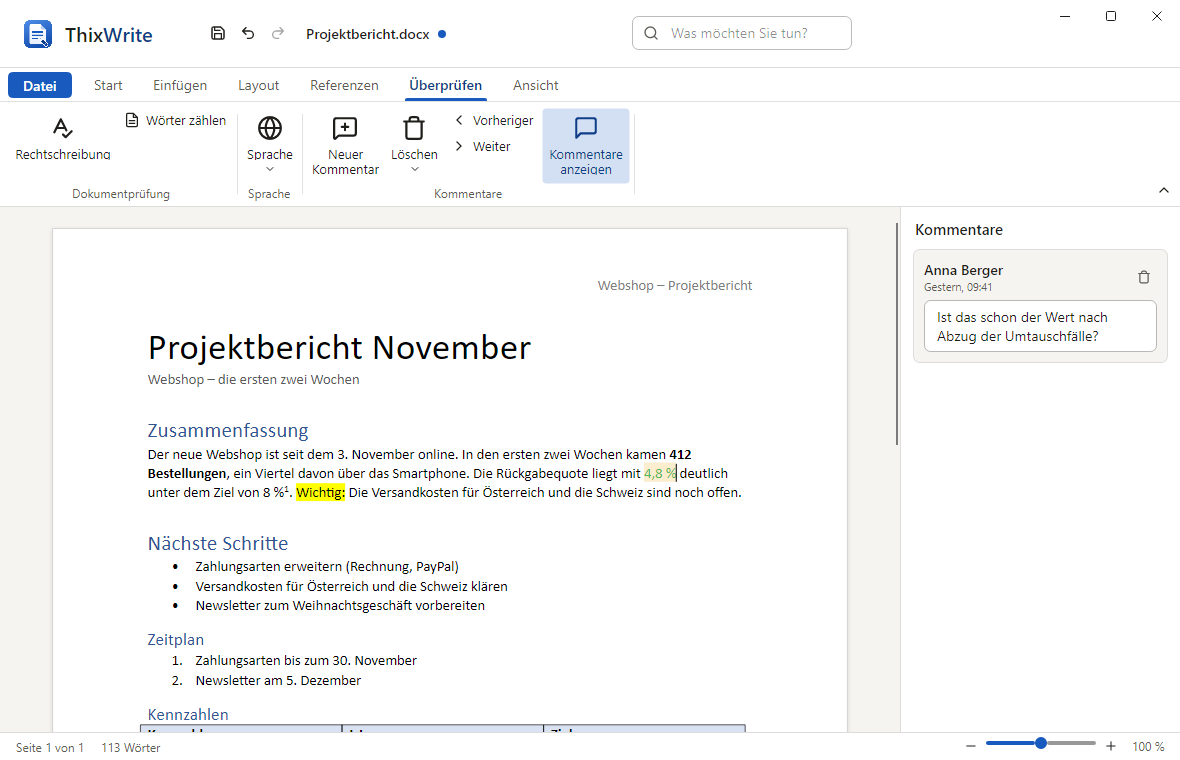 ThixWrite
Projektbericht.docx
Was möchten Sie tun?
Datei Start Einfügen Layout Referenzen Überprüfen Ansicht
Rechtschreibung
Wörter zählen
Dokumentprüfung
Sprache
Sprache
Neuer
Kommentar
Löschen
Vorheriger
Weiter
Kommentare
anzeigen
Kommentare
Webshop – Projektbericht
Projektbericht November
Webshop – die ersten zwei Wochen
Zusammenfassung
Der neue Webshop ist seit dem 3. November online. In den ersten zwei Wochen kamen 412
Bestellungen, ein Viertel davon über das Smartphone. Die Rückgabequote liegt mit 4,8 % deutlich
unter dem Ziel von 8 %¹. Wichtig: Die Versandkosten für Österreich und die Schweiz sind noch offen.
Nächste Schritte
• Zahlungsarten erweitern (Rechnung, PayPal)
• Versandkosten für Österreich und die Schweiz klären
• Newsletter zum Weihnachtsgeschäft vorbereiten
Zeitplan
1. Zahlungsarten bis zum 30. November
2. Newsletter am 5. Dezember
Kennzahlen
Kommentare
Anna Berger
Gestern, 09:41
Ist das schon der Wert nach
Abzug der Umtauschfälle?
Seite 1 von 1 113 Wörter
100 %